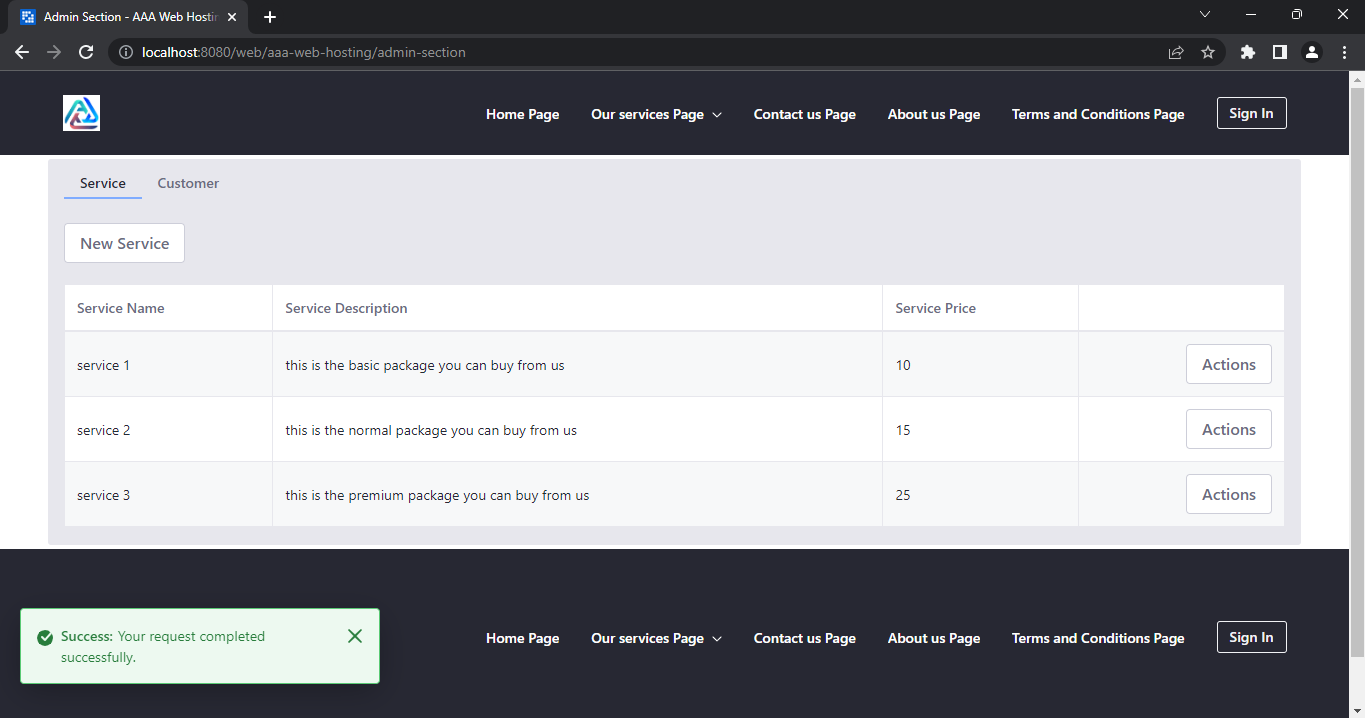 Admin Section - AAA Web Hostin
localhost:8080/web/aaa-web-hosting/admin-section
Home Page Our services Page Contact us Page About us Page Terms and Conditions Page Sign In
Service Customer
New Service
Service Name Service Description Service Price
service 1 this is the basic package you can buy from us 10 Actions
service 2 this is the normal package you can buy from us 15 Actions
service 3 this is the premium package you can buy from us 25 Actions
Success: Your request completed
successfully.
Home Page Our services Page Contact us Page About us Page Terms and Conditions Page Sign In